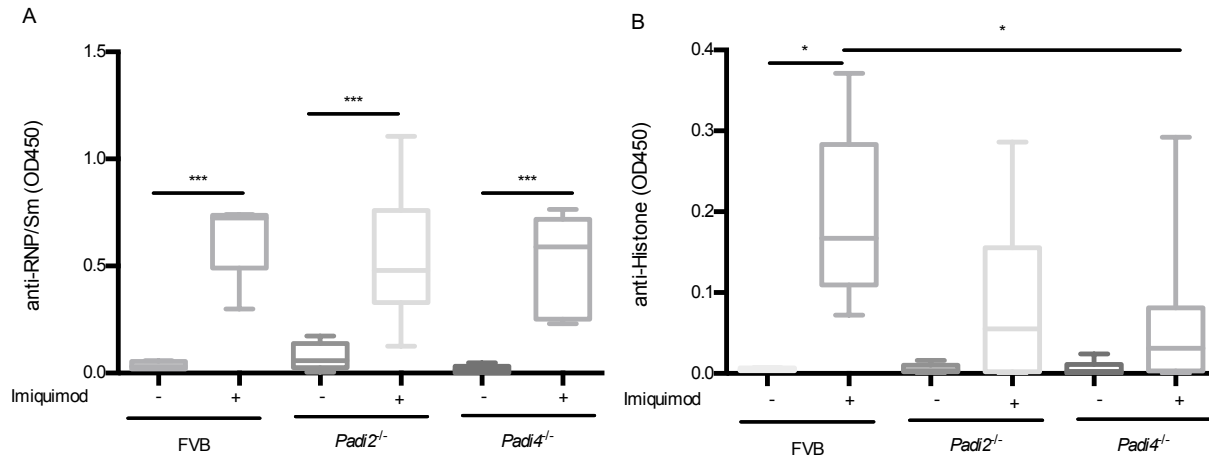 A
anti-RNP/Sm (OD450)
1.5
1.0
0.5
0.0
***
***
***
Imiquimod - + - + - +
FVB Padi2-/- Padi4-/-
B
anti-Histone (OD450)
0.4
0.3
0.2
0.1
0.0
*
*
Imiquimod - + - + - +
FVB Padi2-/- Padi4-/-